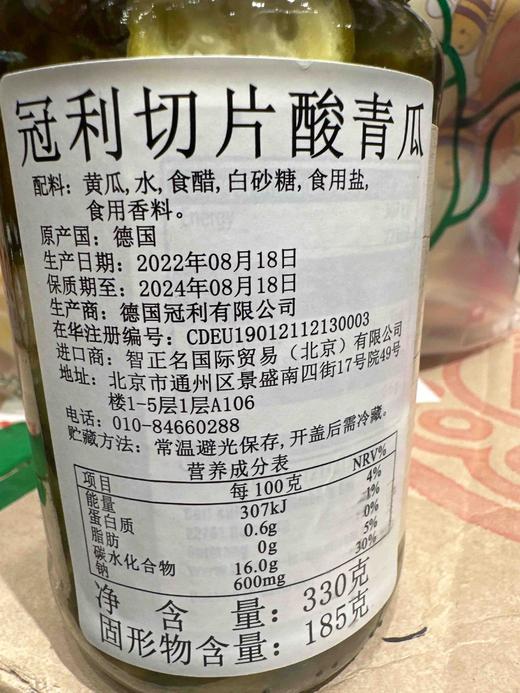 冠利切片酸青瓜
配料: 黄瓜,水,食醋,白砂糖,食用盐,
食用香料。
原产国: 德国
生产日期: 2022年08月18日
保质期至: 2024年08月18日
生产商: 德国冠利有限公司
在华注册编号: CDEU19012112130003
进口商: 智正名国际贸易（北京）有限公司
地址: 北京市通州区景盛南四街17号院49号
楼1-5层1层A106
电话: 010-84660288
贮藏方法: 常温避光保存,开盖后需冷藏。
营养成分表
项目 每100克 NRV%
能量 307kJ 4%
蛋白质 0.6g 1%
脂肪 0g 0%
碳水化合物 16.0g 5%
钠 600mg 30%
净含量: 330克
固形物含量: 185克